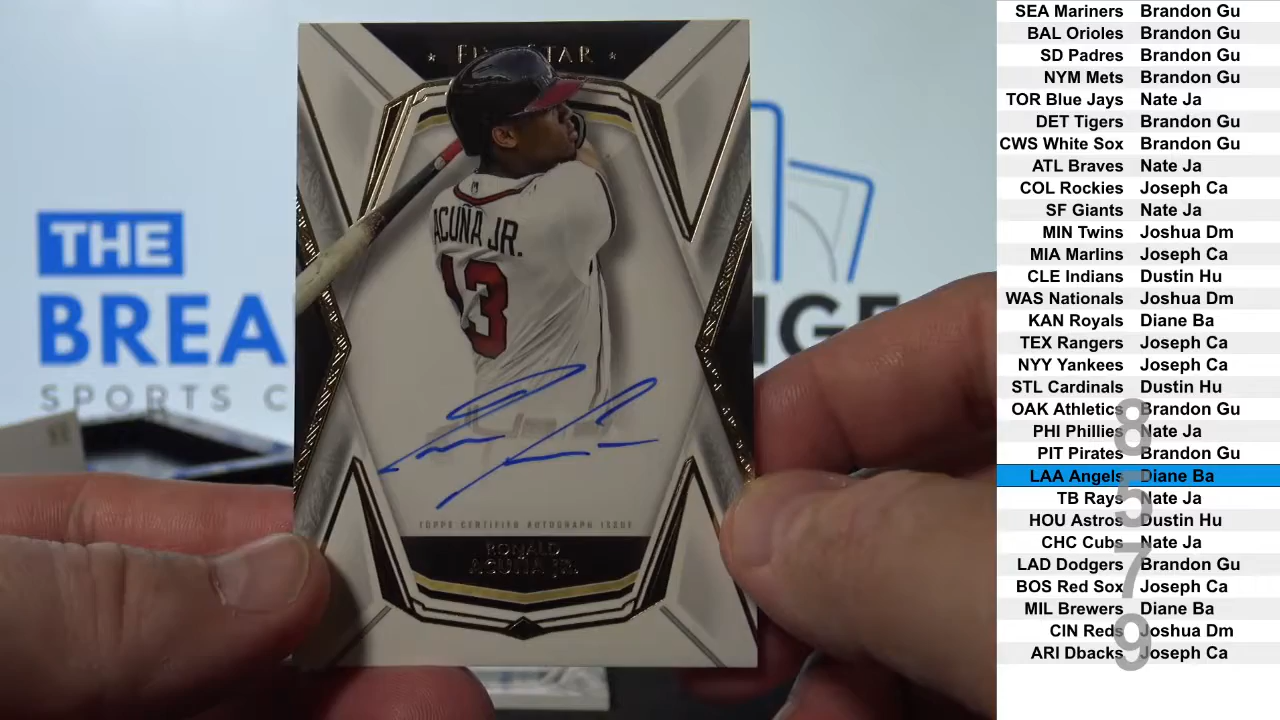 FIVE STAR
ACUÑA JR.
13
TOPPS CERTIFIED AUTOGRAPH ISSUE
RONALD
ACUÑA JR.
THE
BREA
NGE
SPORTS C
SEA Mariners Brandon Gu
BAL Orioles Brandon Gu
SD Padres Brandon Gu
NYM Mets Brandon Gu
TOR Blue Jays Nate Ja
DET Tigers Brandon Gu
CWS White Sox Brandon Gu
ATL Braves Nate Ja
COL Rockies Joseph Ca
SF Giants Nate Ja
MIN Twins Joshua Dm
MIA Marlins Joseph Ca
CLE Indians Dustin Hu
WAS Nationals Joshua Dm
KAN Royals Diane Ba
TEX Rangers Joseph Ca
NYY Yankees Joseph Ca
STL Cardinals Dustin Hu
OAK Athletics Brandon Gu
PHI Phillies Nate Ja
PIT Pirates Brandon Gu
LAA Angels Diane Ba
TB Rays Nate Ja
HOU Astros Dustin Hu
CHC Cubs Nate Ja
LAD Dodgers Brandon Gu
BOS Red Sox Joseph Ca
MIL Brewers Diane Ba
CIN Reds Joshua Dm
ARI Dbacks Joseph Ca
8
5
7
9